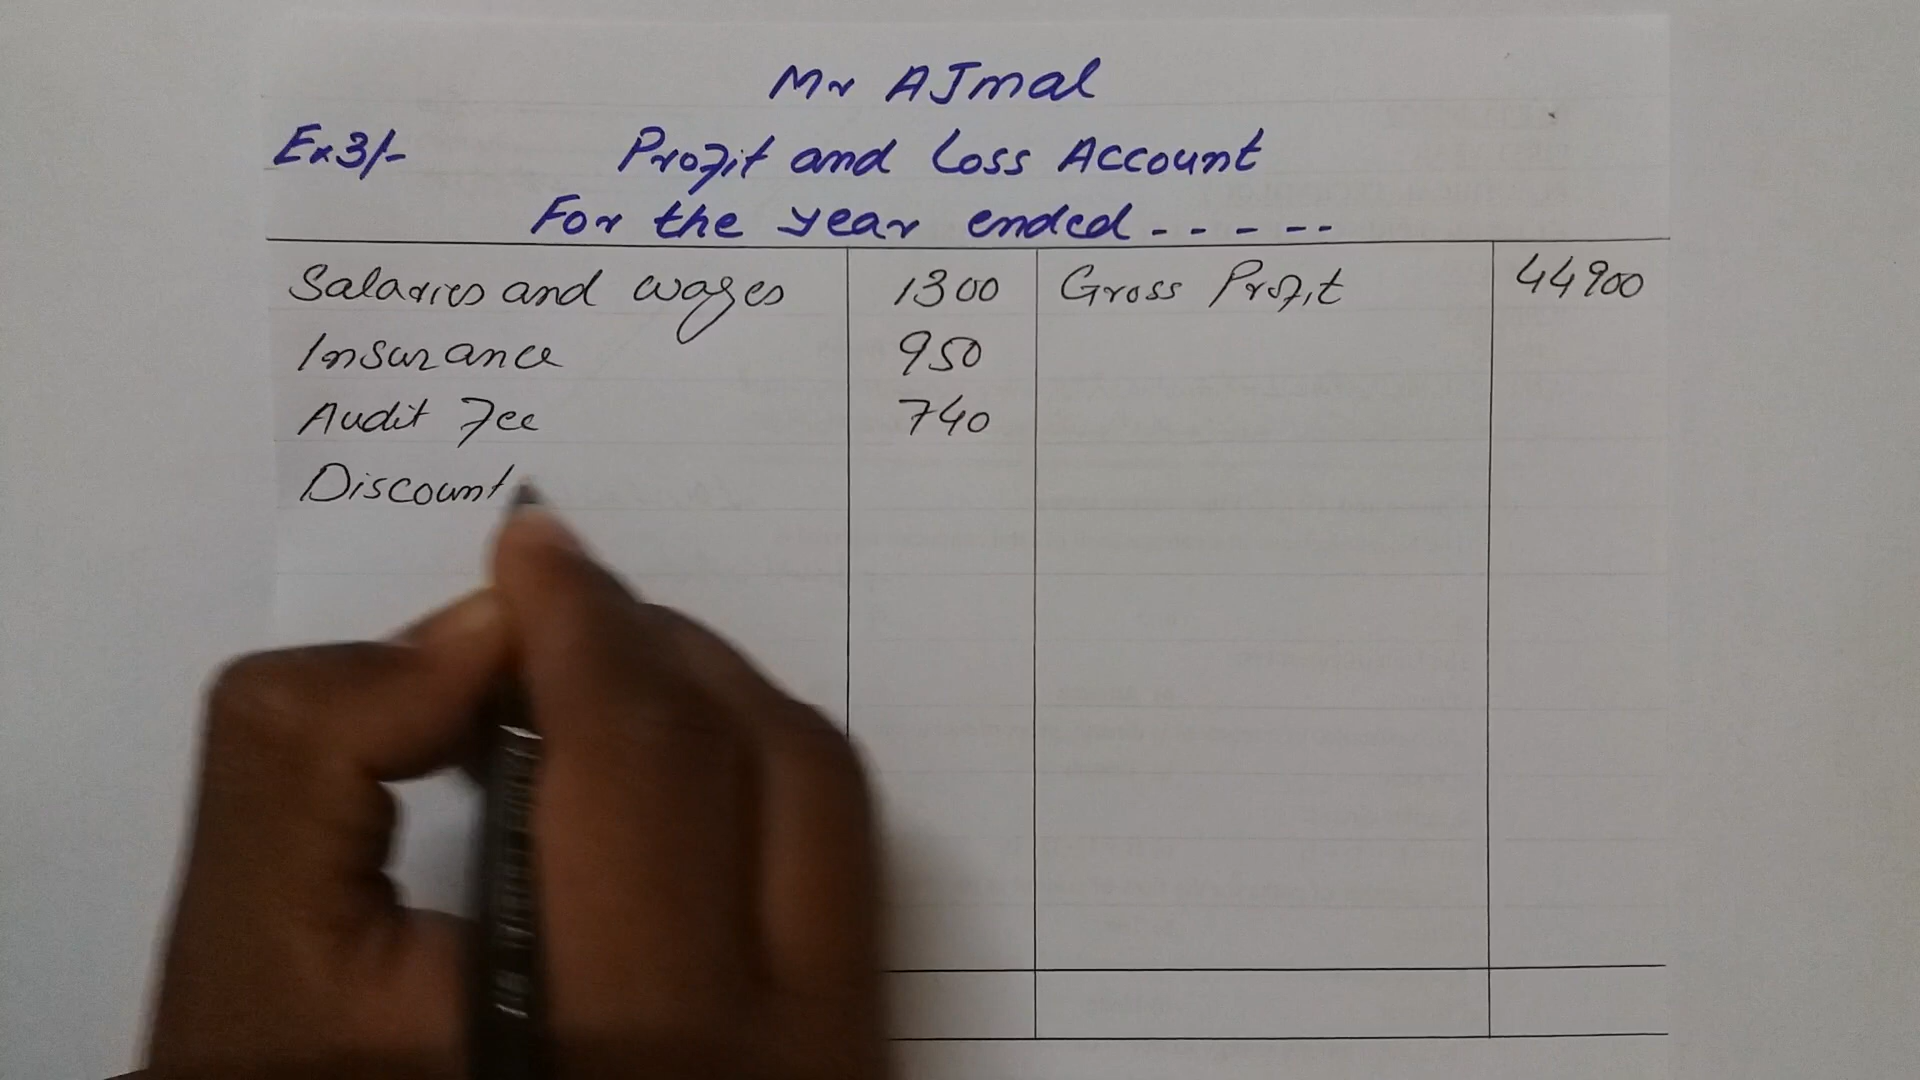 Mr AJmal
Ex3/- Profit and Loss Account
For the year ended - - - - -
Salaries and wages 1300 Gross Profit 44900
Insurance 950
Audit Fee 740
Discount